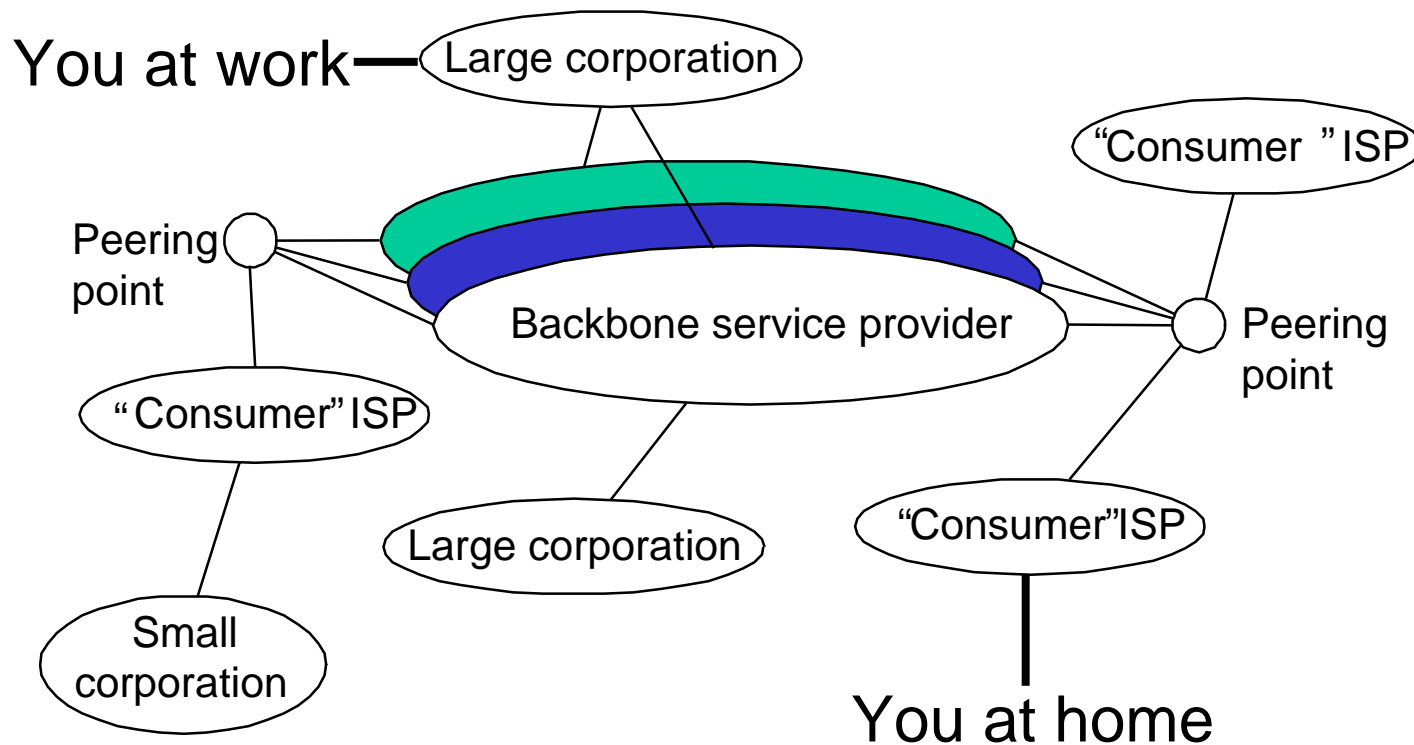 You at work
Large corporation
“Consumer ” ISP
Peering
point
Backbone service provider
Peering
point
“Consumer” ISP
Large corporation
“Consumer”ISP
Small
corporation
You at home